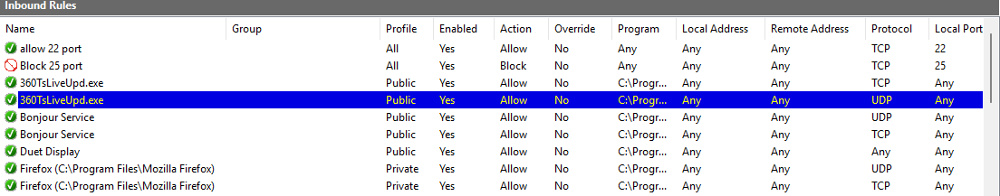 Inbound Rules
Name Group Profile Enabled Action Override Program Local Address Remote Address Protocol Local Port
allow 22 port All Yes Allow No Any Any Any TCP 22
Block 25 port All Yes Block No Any Any Any TCP 25
360TsLiveUpd.exe Public Yes Allow No C:\Progr... Any Any TCP Any
360TsLiveUpd.exe Public Yes Allow No C:\Progr... Any Any UDP Any
Bonjour Service Public Yes Allow No C:\Progr... Any Any UDP Any
Bonjour Service Public Yes Allow No C:\Progr... Any Any TCP Any
Duet Display Public Yes Allow No C:\Progr... Any Any Any Any
Firefox (C:\Program Files\Mozilla Firefox) Private Yes Allow No C:\Progr... Any Any UDP Any
Firefox (C:\Program Files\Mozilla Firefox) Private Yes Allow No C:\Progr... Any Any TCP Any